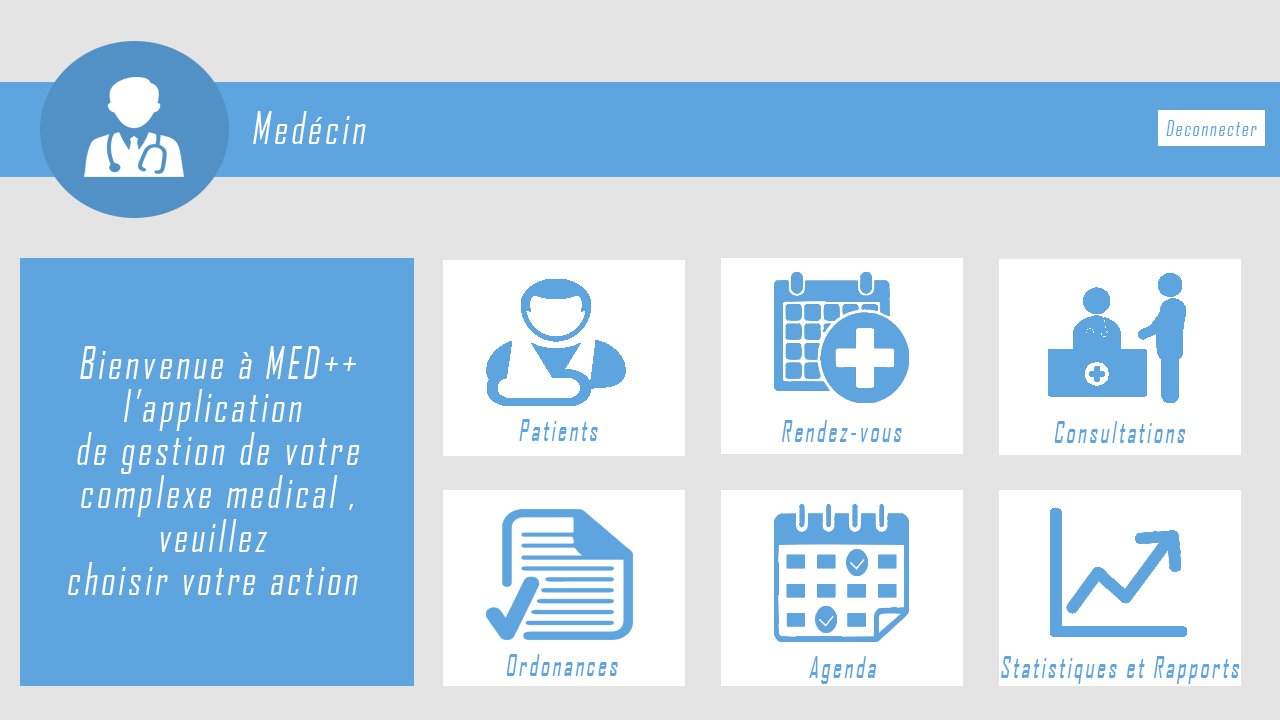 Medécin
Deconnecter
Bienvenue à MED++
l'application
de gestion de votre
complexe medical ,
veuillez
choisir votre action
Patients
Rendez-vous
Consultations
Ordonances
Agenda
Statistiques et Rapports